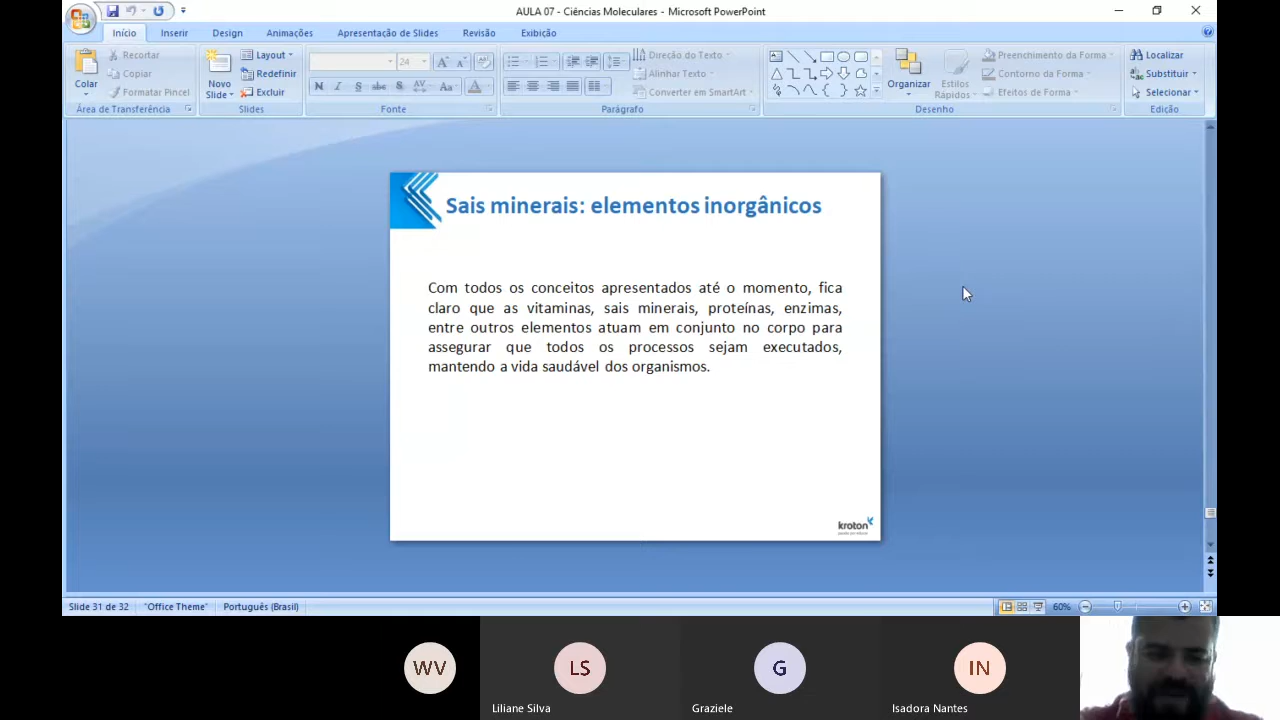 AULA 07 - Ciências Moleculares - Microsoft PowerPoint
Início Inserir Design Animações Apresentação de Slides Revisão Exibição
Colar
Recortar
Copiar
Formatar Pincel
Área de Transferência
Novo Slide
Layout
Redefinir
Excluir
Slides
24
N I S abc S AV Aa A
Fonte
Direção do Texto
Alinhar Texto
Converter em SmartArt
Parágrafo
Organizar
Estilos Rápidos
Preenchimento da Forma
Contorno da Forma
Efeitos de Forma
Desenho
Localizar
Substituir
Selecionar
Edição
Sais minerais: elementos inorgânicos
Com todos os conceitos apresentados até o momento, fica
claro que as vitaminas, sais minerais, proteínas, enzimas,
entre outros elementos atuam em conjunto no corpo para
assegurar que todos os processos sejam executados,
mantendo a vida saudável dos organismos.
kroton
Slide 31 de 32 "Office Theme" Português (Brasil) 60%
WV LS G IN
Liliane Silva Graziele Isadora Nantes